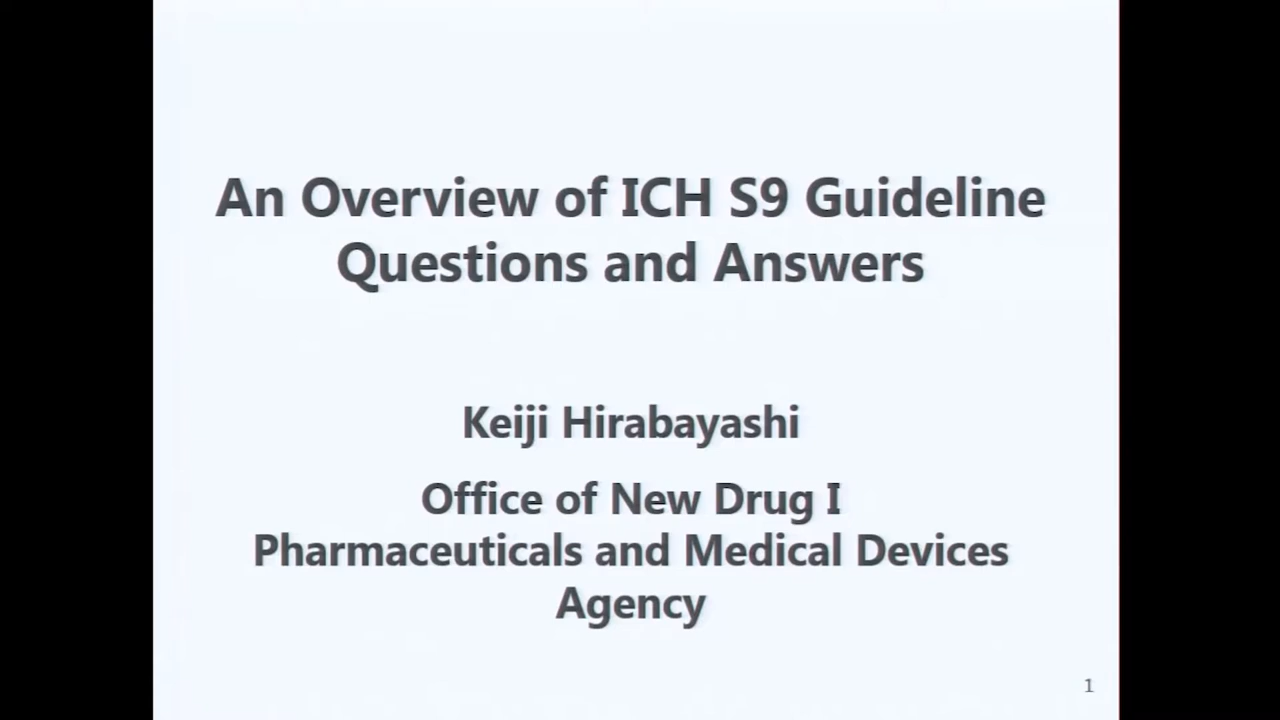 An Overview of ICH S9 Guideline
Questions and Answers
Keiji Hirabayashi
Office of New Drug I
Pharmaceuticals and Medical Devices
Agency
1